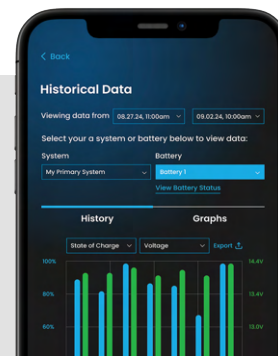 Back
Historical Data
Viewing data from 08.27.24, 11:00am 09.02.24, 10:00am
Select your a system or battery below to view data:
System Battery
My Primary System Battery 1
View Battery Status
History Graphs
State of Charge Voltage Export
100% 14.4V
80% 13.4V
60% 13.0V